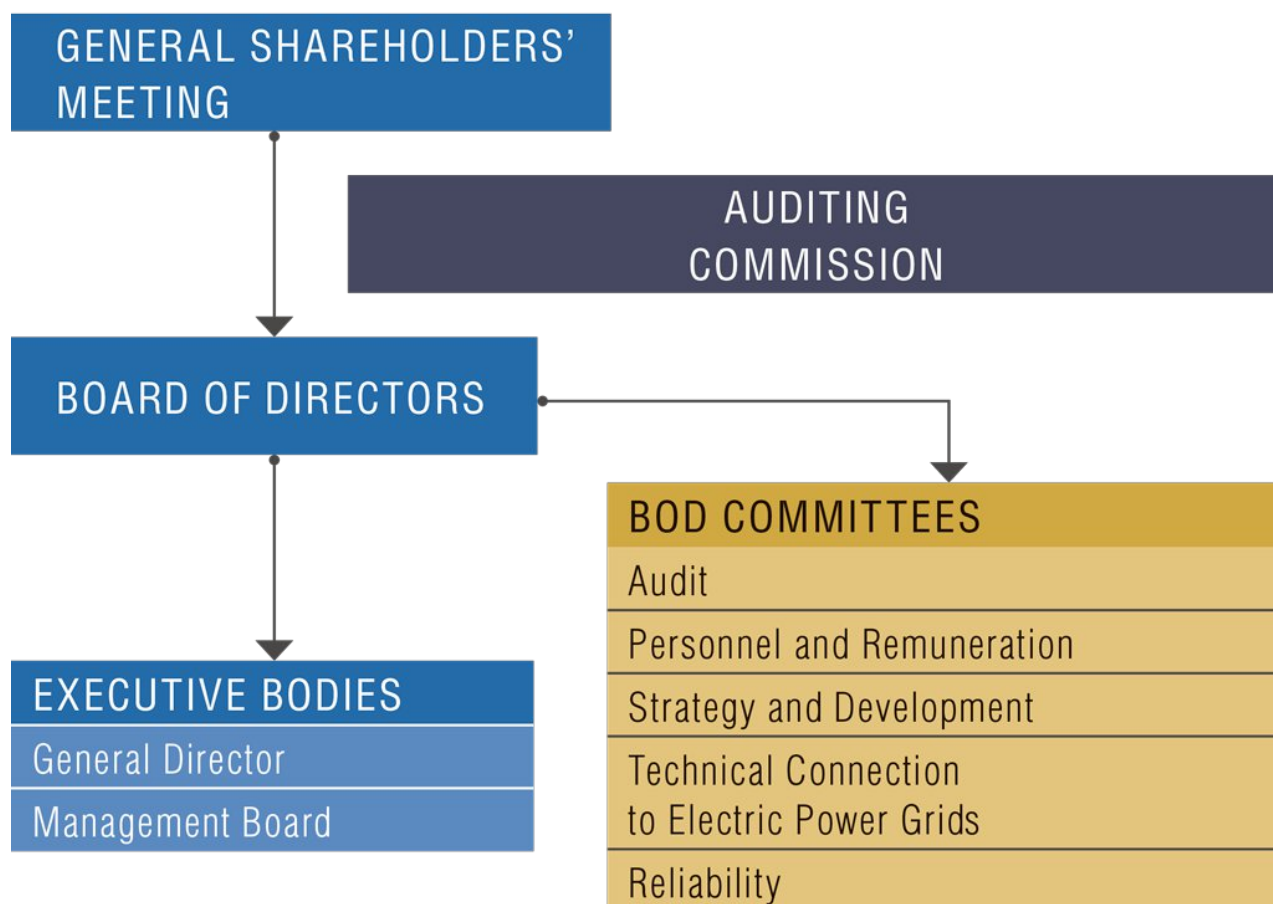 GENERAL SHAREHOLDERS’
MEETING
AUDITING
COMMISSION
BOARD OF DIRECTORS
BOD COMMITTEES
Audit
Personnel and Remuneration
Strategy and Development
Technical Connection
to Electric Power Grids
Reliability
EXECUTIVE BODIES
General Director
Management Board